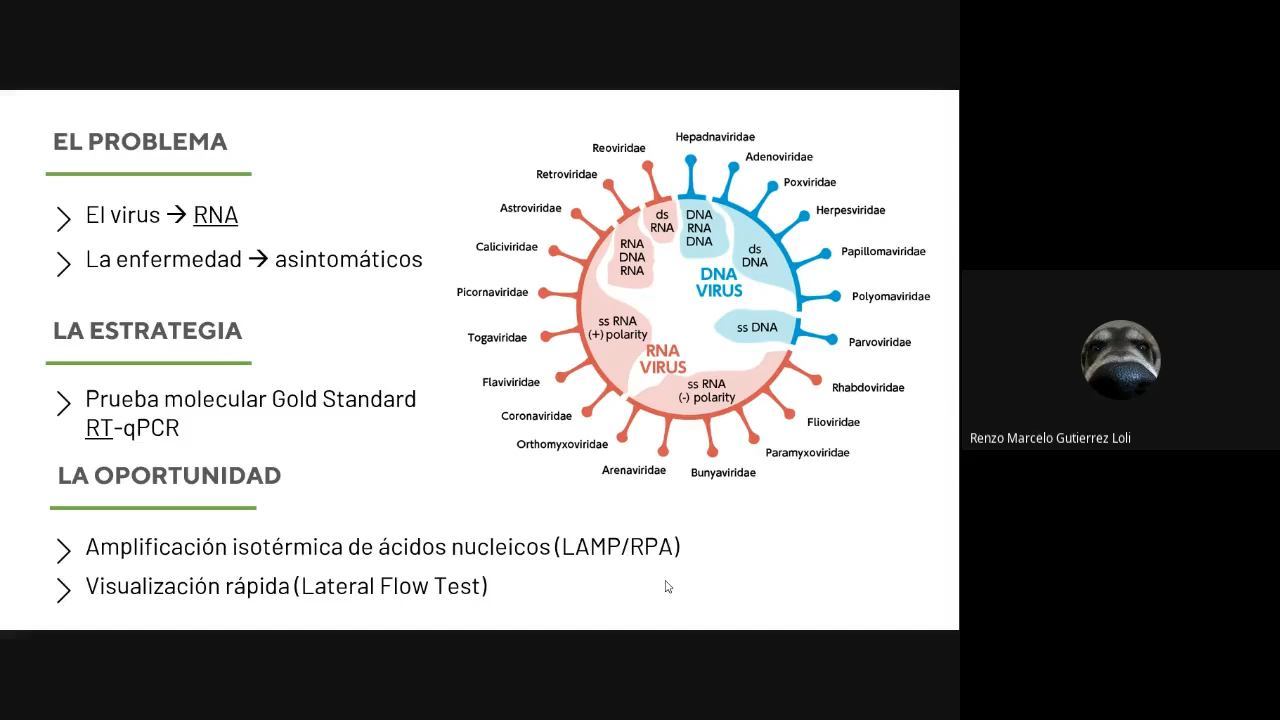 EL PROBLEMA
El virus → RNA
La enfermedad → asintomáticos
LA ESTRATEGIA
Prueba molecular Gold Standard
RT-qPCR
LA OPORTUNIDAD
Amplificación isotérmica de ácidos nucleicos (LAMP/RPA)
Visualización rápida (Lateral Flow Test)
Hepadnaviridae
Adenoviridae
Poxviridae
Herpesviridae
Papillomaviridae
Polyomaviridae
Parvoviridae
Rhabdoviridae
Flioviridae
Paramyxoviridae
Bunyaviridae
Arenaviridae
Orthomyxoviridae
Coronaviridae
Flaviviridae
Togaviridae
Picornaviridae
Caliciviridae
Astroviridae
Retroviridae
Reoviridae
ds
RNA
DNA
RNA
DNA
ds
DNA
RNA
DNA
RNA
DNA
VIRUS
ss DNA
ss RNA
(+) polarity
RNA
VIRUS
ss RNA
(-) polarity
Renzo Marcelo Gutierrez Loli